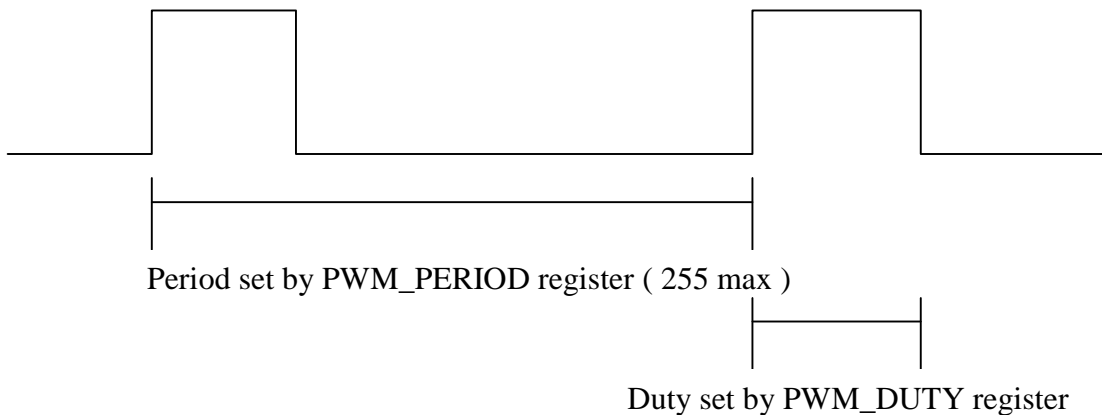 Period set by PWM_PERIOD register ( 255 max )
Duty set by PWM_DUTY register